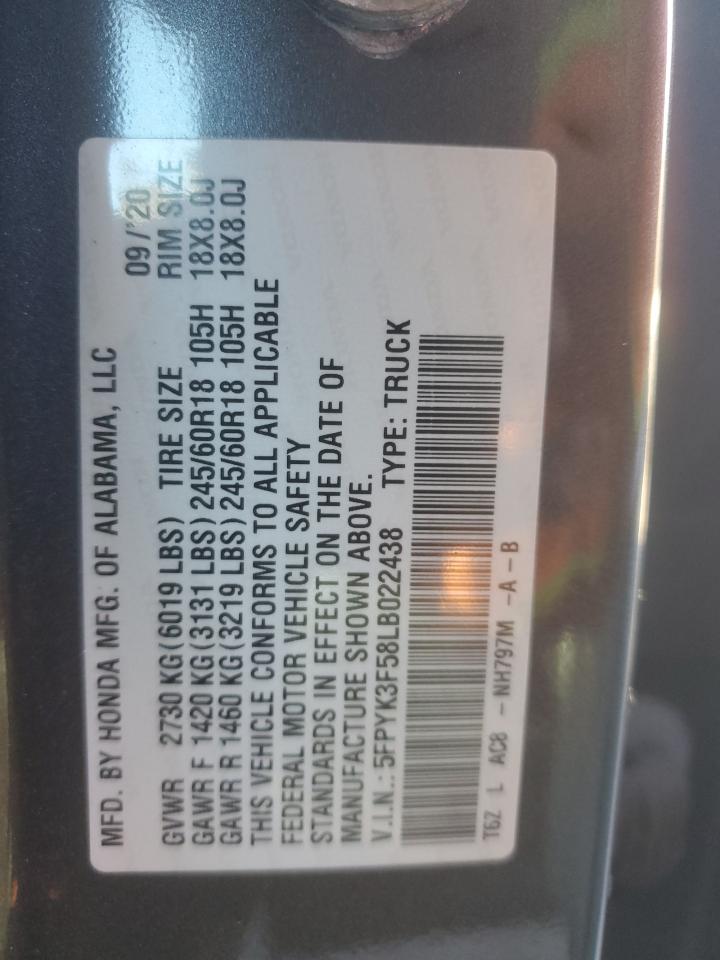 MFD. BY HONDA MFG. OF ALABAMA, LLC 09/'20
GVWR 2730 KG(6019 LBS) TIRE SIZE RIM SIZE
GAWR F 1420 KG(3131 LBS) 245/60R18 105H 18X8.0J
GAWR R 1460 KG(3219 LBS) 245/60R18 105H 18X8.0J
THIS VEHICLE CONFORMS TO ALL APPLICABLE
FEDERAL MOTOR VEHICLE SAFETY
STANDARDS IN EFFECT ON THE DATE OF
MANUFACTURE SHOWN ABOVE.
V.I.N.: 5FPYK3F58LB022438 TYPE: TRUCK
T6Z L AC8 -NH797M -A -B